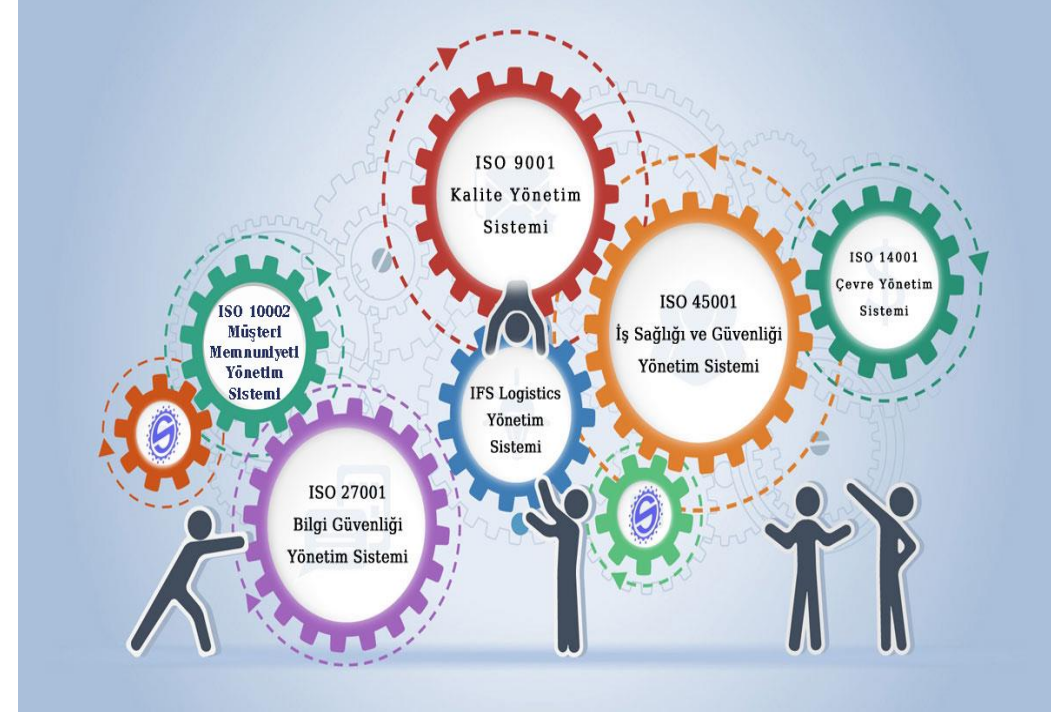 ISO 9001
Kalite Yönetim
Sistemi
ISO 45001
İş Sağlığı ve Güvenliği
Yönetim Sistemi
ISO 14001
Çevre Yönetim
Sistemi
ISO 10002
Müşteri
Memnuniyeti
Yönetim
Sistemi
IFS Logistics
Yönetim
Sistemi
ISO 27001
Bilgi Güvenliği
Yönetim Sistemi
S
S